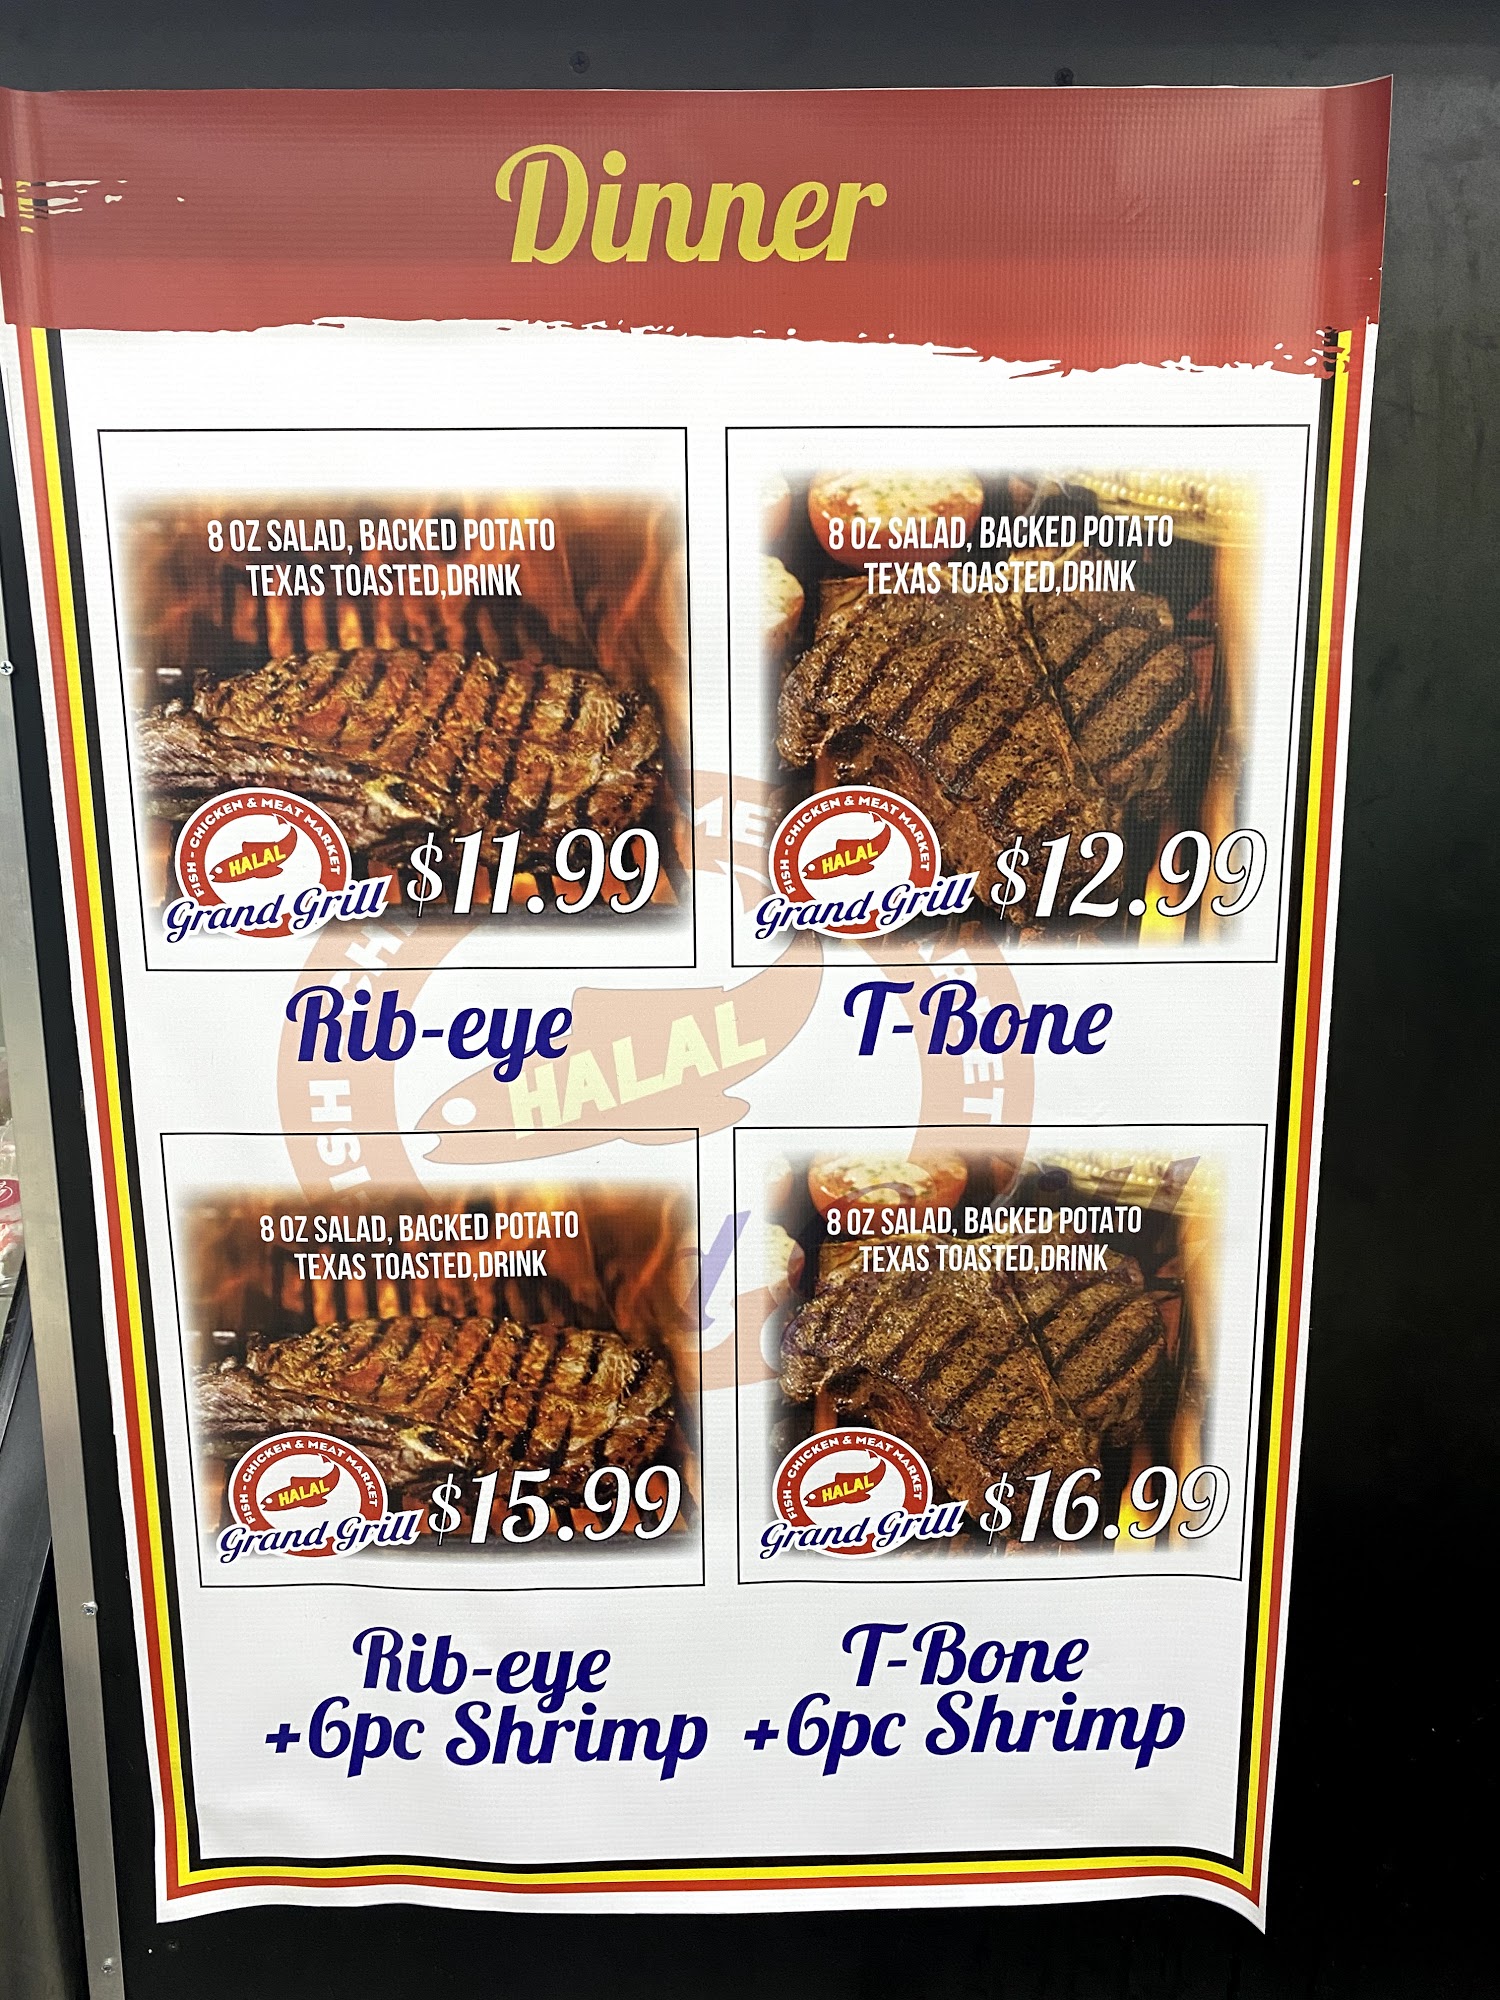 Dinner
8 OZ SALAD, BACKED POTATO
TEXAS TOASTED,DRINK
FISH - CHICKEN & MEAT MARKET
HALAL
Grand Grill
$11.99
Rib-eye
8 OZ SALAD, BACKED POTATO
TEXAS TOASTED,DRINK
FISH - CHICKEN & MEAT MARKET
HALAL
Grand Grill
$12.99
T-Bone
HALAL
8 OZ SALAD, BACKED POTATO
TEXAS TOASTED,DRINK
FISH - CHICKEN & MEAT MARKET
HALAL
Grand Grill
$15.99
Rib-eye
+6pc Shrimp
8 OZ SALAD, BACKED POTATO
TEXAS TOASTED,DRINK
FISH - CHICKEN & MEAT MARKET
HALAL
Grand Grill
$16.99
T-Bone
+6pc Shrimp